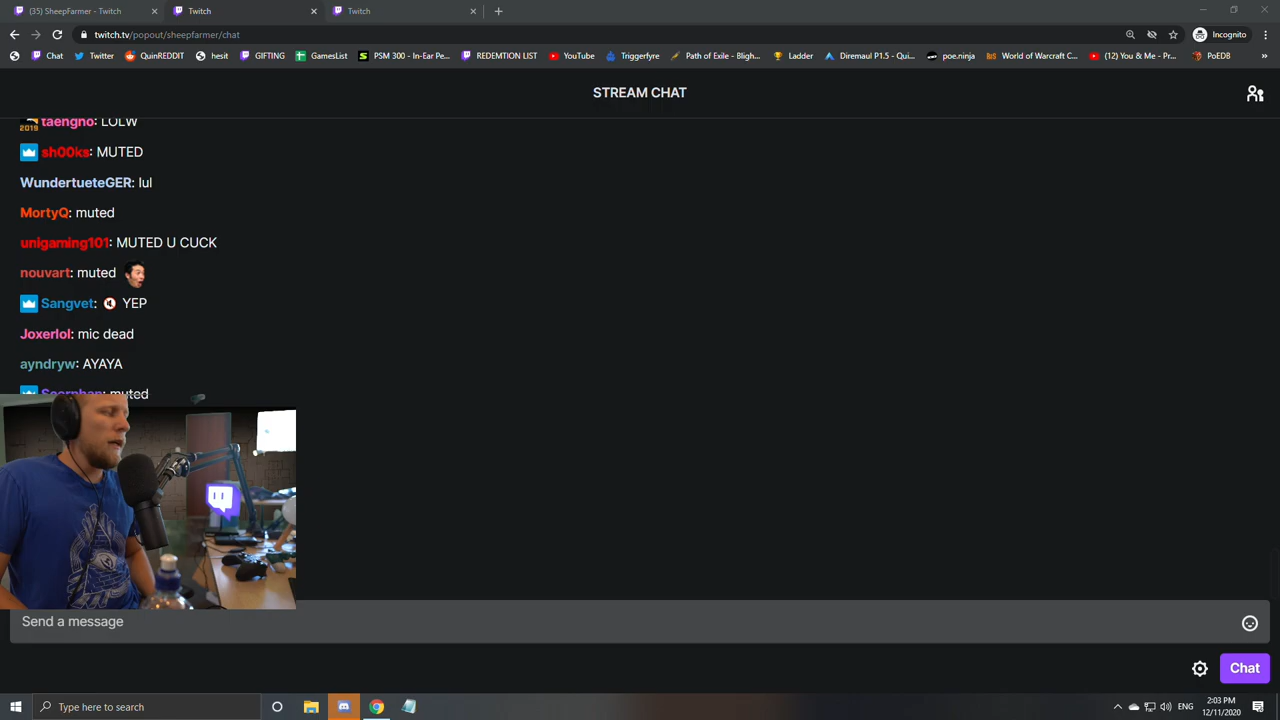 (35) SheepFarmer - Twitch
Twitch
Twitch
twitch.tv/popout/sheepfarmer/chat
Incognito
Chat
Twitter
QuinREDDIT
hesit
GIFTING
GamesList
PSM 300 - In-Ear Pe...
REDEMTION LIST
YouTube
Triggerfyre
Path of Exile - Bligh...
Ladder
Diremaul P1.5 - Qui...
poe.ninja
World of Warcraft C...
(12) You & Me - Pr...
PoEDB
STREAM CHAT
2019 taengno: LOLW
sh00ks: MUTED
WundertueteGER: lul
MortyQ: muted
unigaming101: MUTED U CUCK
nouvart: muted
Sangvet: YEP
Joxerlol: mic dead
ayndryw: AYAYA
muted
Send a message
Chat
Type here to search
ENG
2:03 PM
12/11/2020